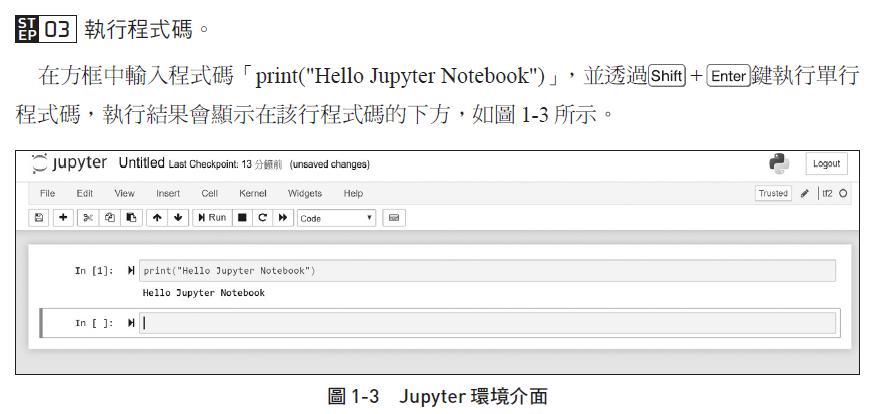 STEP 03 執行程式碼。
在方框中輸入程式碼「print("Hello Jupyter Notebook")」，並透過Shift+Enter鍵執行單行
程式碼，執行結果會顯示在該行程式碼的下方，如圖 1-3 所示。
jupyter Untitled Last Checkpoint: 13 分鐘前 (unsaved changes) Logout
File Edit View Insert Cell Kernel Widgets Help Trusted tf2
Run Code
In [1]: print("Hello Jupyter Notebook")
Hello Jupyter Notebook
In [ ]:
圖 1-3 Jupyter 環境介面